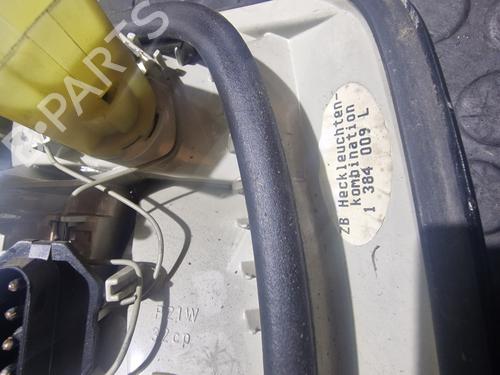 B-PARTS
ZB Heckleuchten-
kombination
1 384 009 L
P21W
32cp